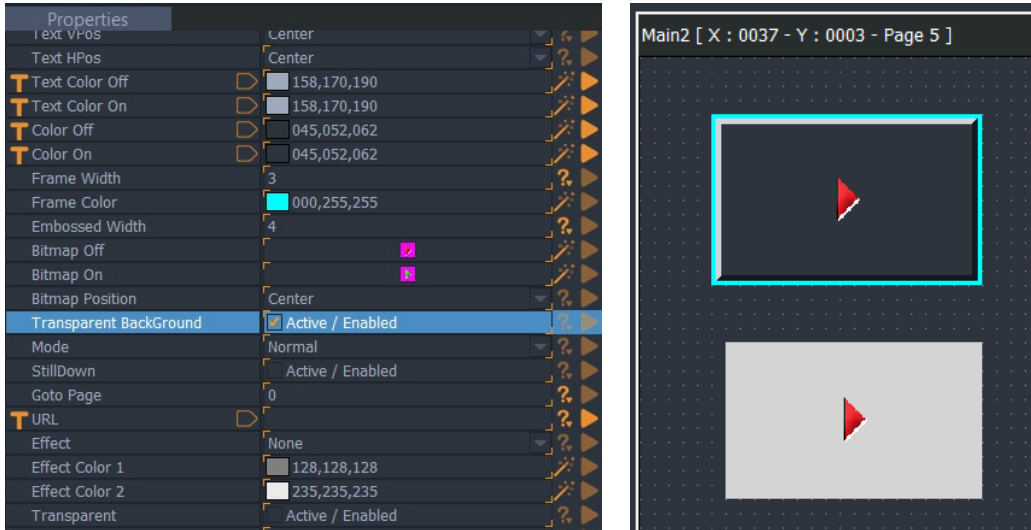 Properties
Text VPos Center
Text HPos Center
Text Color Off 158,170,190
Text Color On 158,170,190
Color Off 045,052,062
Color On 045,052,062
Frame Width 3
Frame Color 000,255,255
Embossed Width 4
Bitmap Off
Bitmap On
Bitmap Position Center
Transparent BackGround Active / Enabled
Mode Normal
StillDown Active / Enabled
Goto Page 0
URL
Effect None
Effect Color 1 128,128,128
Effect Color 2 235,235,235
Transparent Active / Enabled
Main2 [ X : 0037 - Y : 0003 - Page 5 ]